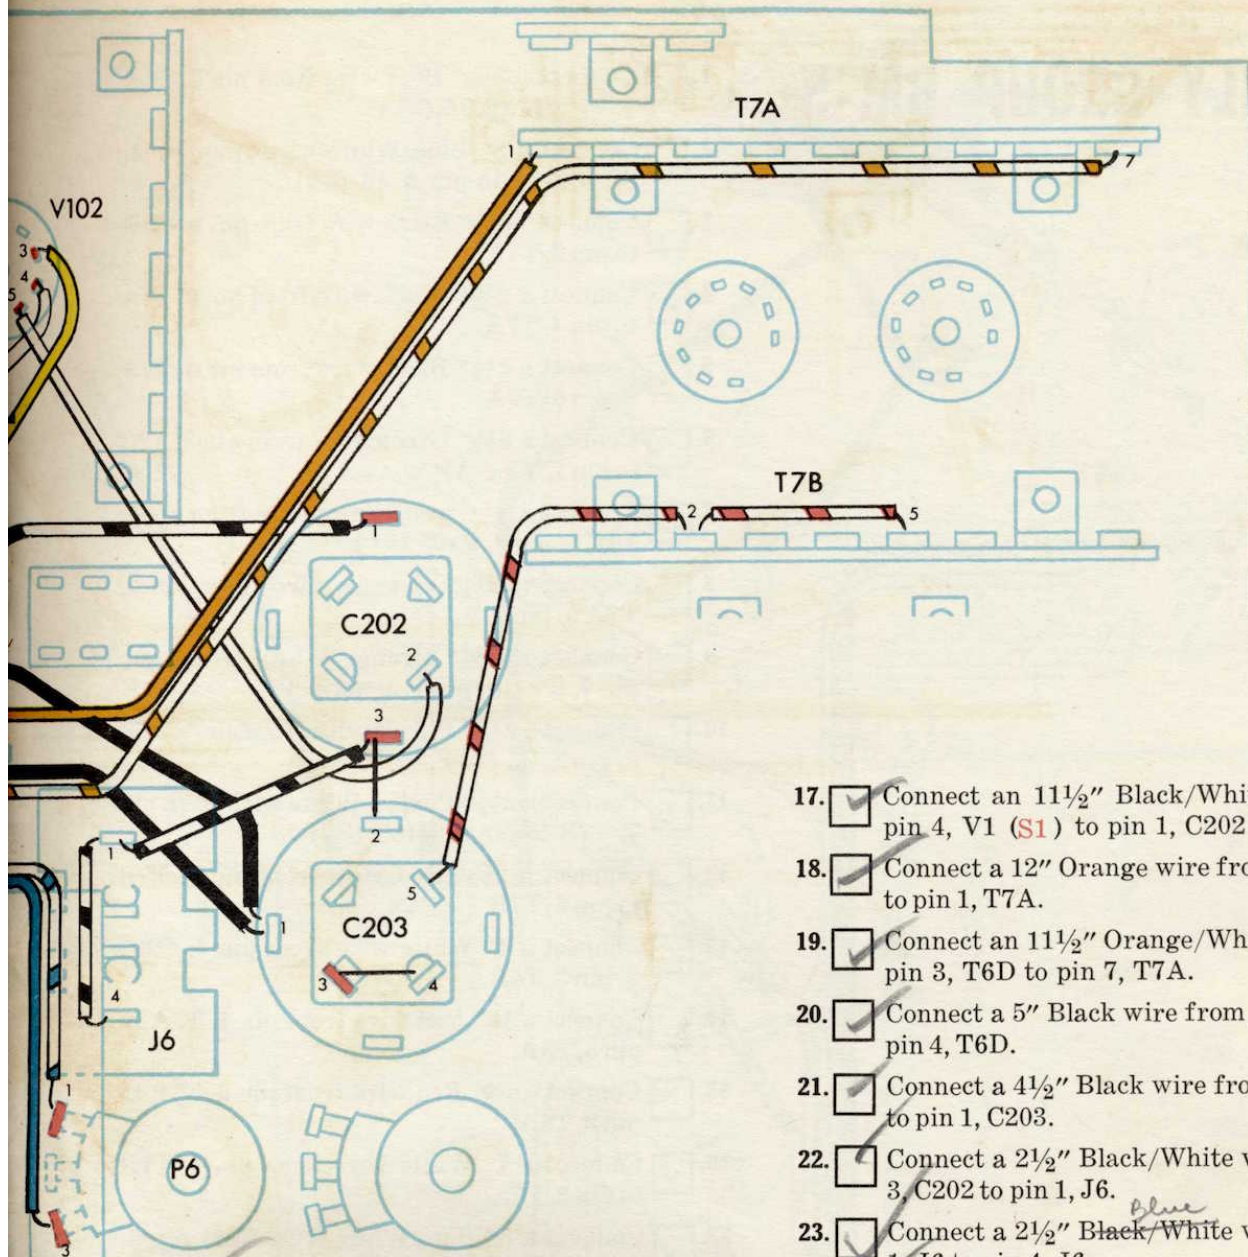 T7A
1
7
V102
3
4
5
T7B
2
5
1
C202
2
3
2
1
5
C203
1
3
4
4
J6
1
P6
3
17. Connect an 11½″ Black/Whi
pin 4, V1 (S1) to pin 1, C202
18. Connect a 12″ Orange wire fro
to pin 1, T7A.
19. Connect an 11½″ Orange/Wh
pin 3, T6D to pin 7, T7A.
20. Connect a 5″ Black wire from
pin 4, T6D.
21. Connect a 4½″ Black wire fro
to pin 1, C203.
22. Connect a 2½″ Black/White w
3, C202 to pin 1, J6.
Blue
23. Connect a 2½″ Black/White w